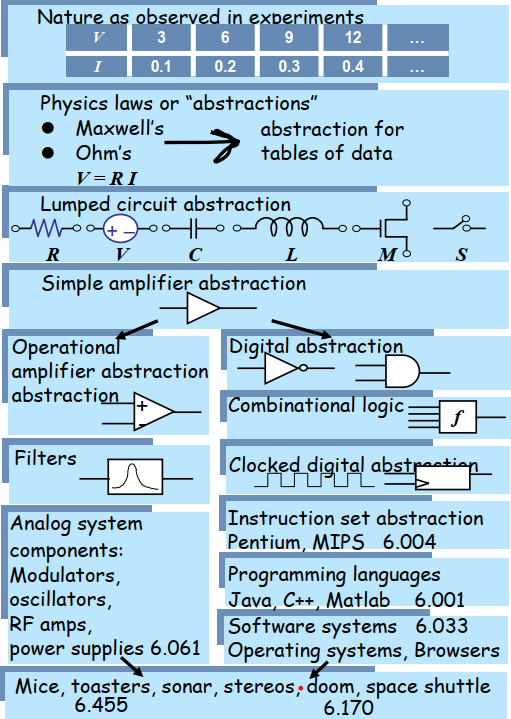 Nature as observed in experiments
V 3 6 9 12 ...
I 0.1 0.2 0.3 0.4 ...
Physics laws or “abstractions”
● Maxwell’s
● Ohm’s
V = R I
abstraction for
tables of data
Lumped circuit abstraction
+ –
R V C L M S
Simple amplifier abstraction
Operational
amplifier abstraction
abstraction
+
-
Digital abstraction
Combinational logic
f
Filters
Clocked digital abstraction
Analog system
components:
Modulators,
oscillators,
RF amps,
power supplies 6.061
Instruction set abstraction
Pentium, MIPS 6.004
Programming languages
Java, C++, Matlab 6.001
Software systems 6.033
Operating systems, Browsers
Mice, toasters, sonar, stereos, doom, space shuttle
6.455 6.170